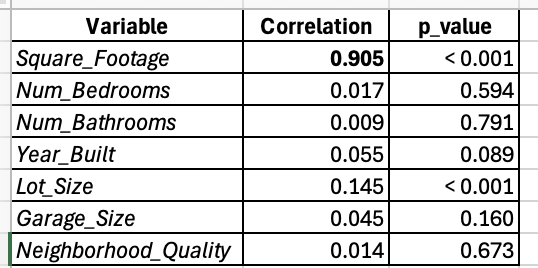 Variable Correlation p_value
Square_Footage 0.905 < 0.001
Num_Bedrooms 0.017 0.594
Num_Bathrooms 0.009 0.791
Year_Built 0.055 0.089
Lot_Size 0.145 < 0.001
Garage_Size 0.045 0.160
Neighborhood_Quality 0.014 0.673